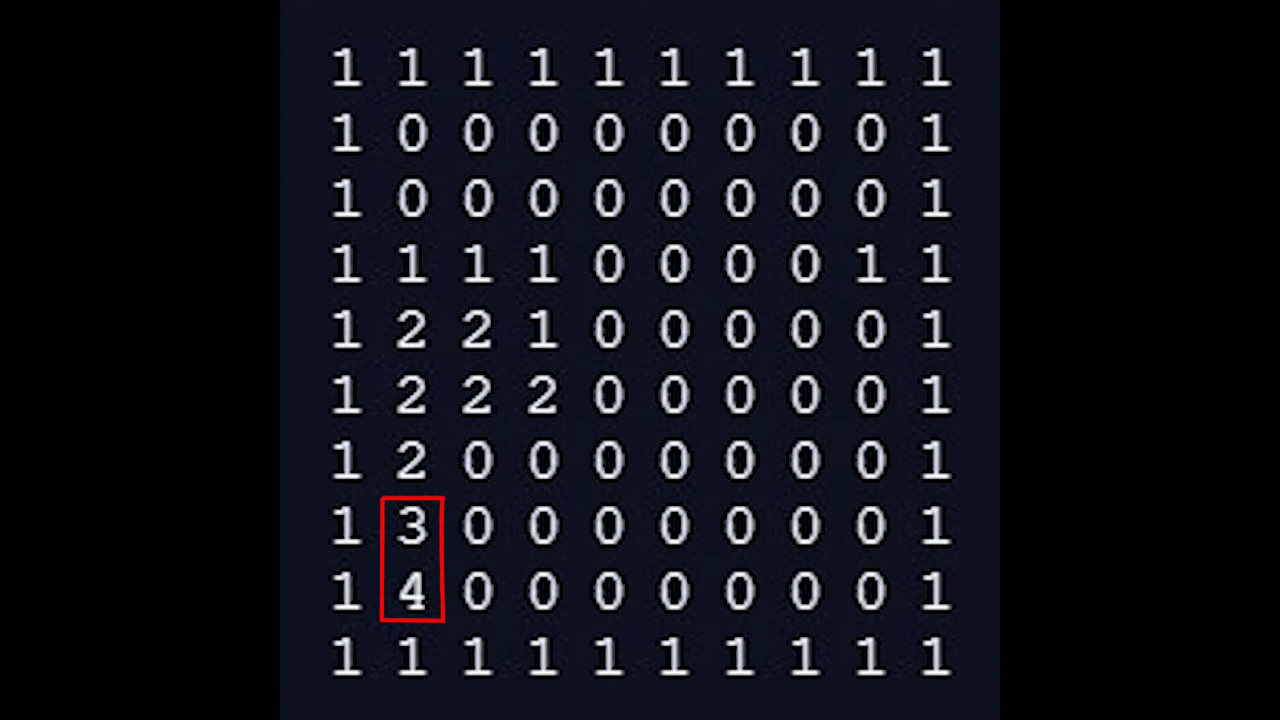 1 1 1 1 1 1 1 1 1 1
1 0 0 0 0 0 0 0 0 1
1 0 0 0 0 0 0 0 0 1
1 1 1 1 0 0 0 0 1 1
1 2 2 1 0 0 0 0 0 1
1 2 2 2 0 0 0 0 0 1
1 2 0 0 0 0 0 0 0 1
1 3 0 0 0 0 0 0 0 1
1 4 0 0 0 0 0 0 0 1
1 1 1 1 1 1 1 1 1 1